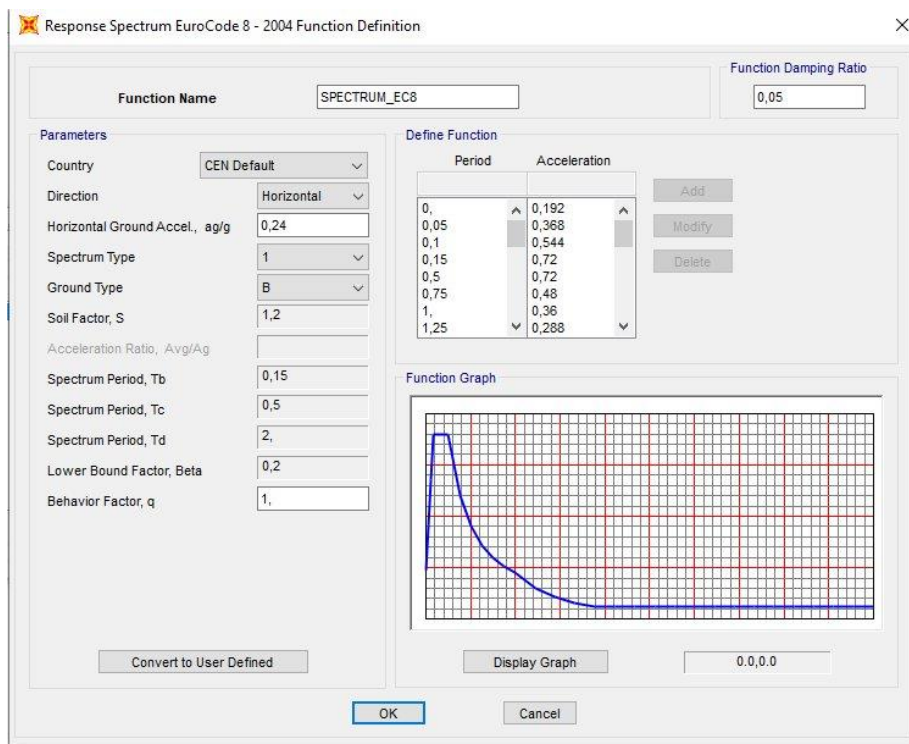 Response Spectrum EuroCode 8 - 2004 Function Definition
Function Name
SPECTRUM_EC8
Function Damping Ratio
0,05
Parameters
Country
CEN Default
Direction
Horizontal
Horizontal Ground Accel., ag/g
0,24
Spectrum Type
1
Ground Type
B
Soil Factor, S
1,2
Acceleration Ratio, Avg/Ag
Spectrum Period, Tb
0,15
Spectrum Period, Tc
0,5
Spectrum Period, Td
2,
Lower Bound Factor, Beta
0,2
Behavior Factor, q
1,
Convert to User Defined
Define Function
Period Acceleration
0, 0,192
0,05 0,368
0,1 0,544
0,15 0,72
0,5 0,72
0,75 0,48
1, 0,36
1,25 0,288
Add
Modify
Delete
Function Graph
Display Graph
0.0,0.0
OK
Cancel